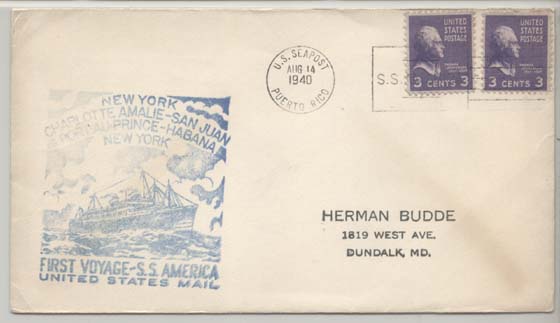 UNITED
STATES
POSTAGE
3 CENTS 3
UNITED
STATES
POSTAGE
3 CENTS 3
U.S. SEAPOST
AUG 14
1940
PUERTO RICO
S.S.
NEW YORK
CHARLOTTE AMALIE-SAN JUAN
PORT-AU-PRINCE-HABANA
NEW YORK
HERMAN BUDDE
1819 WEST AVE.
DUNDALK, MD.
FIRST VOYAGE-S.S. AMERICA
UNITED STATES MAIL